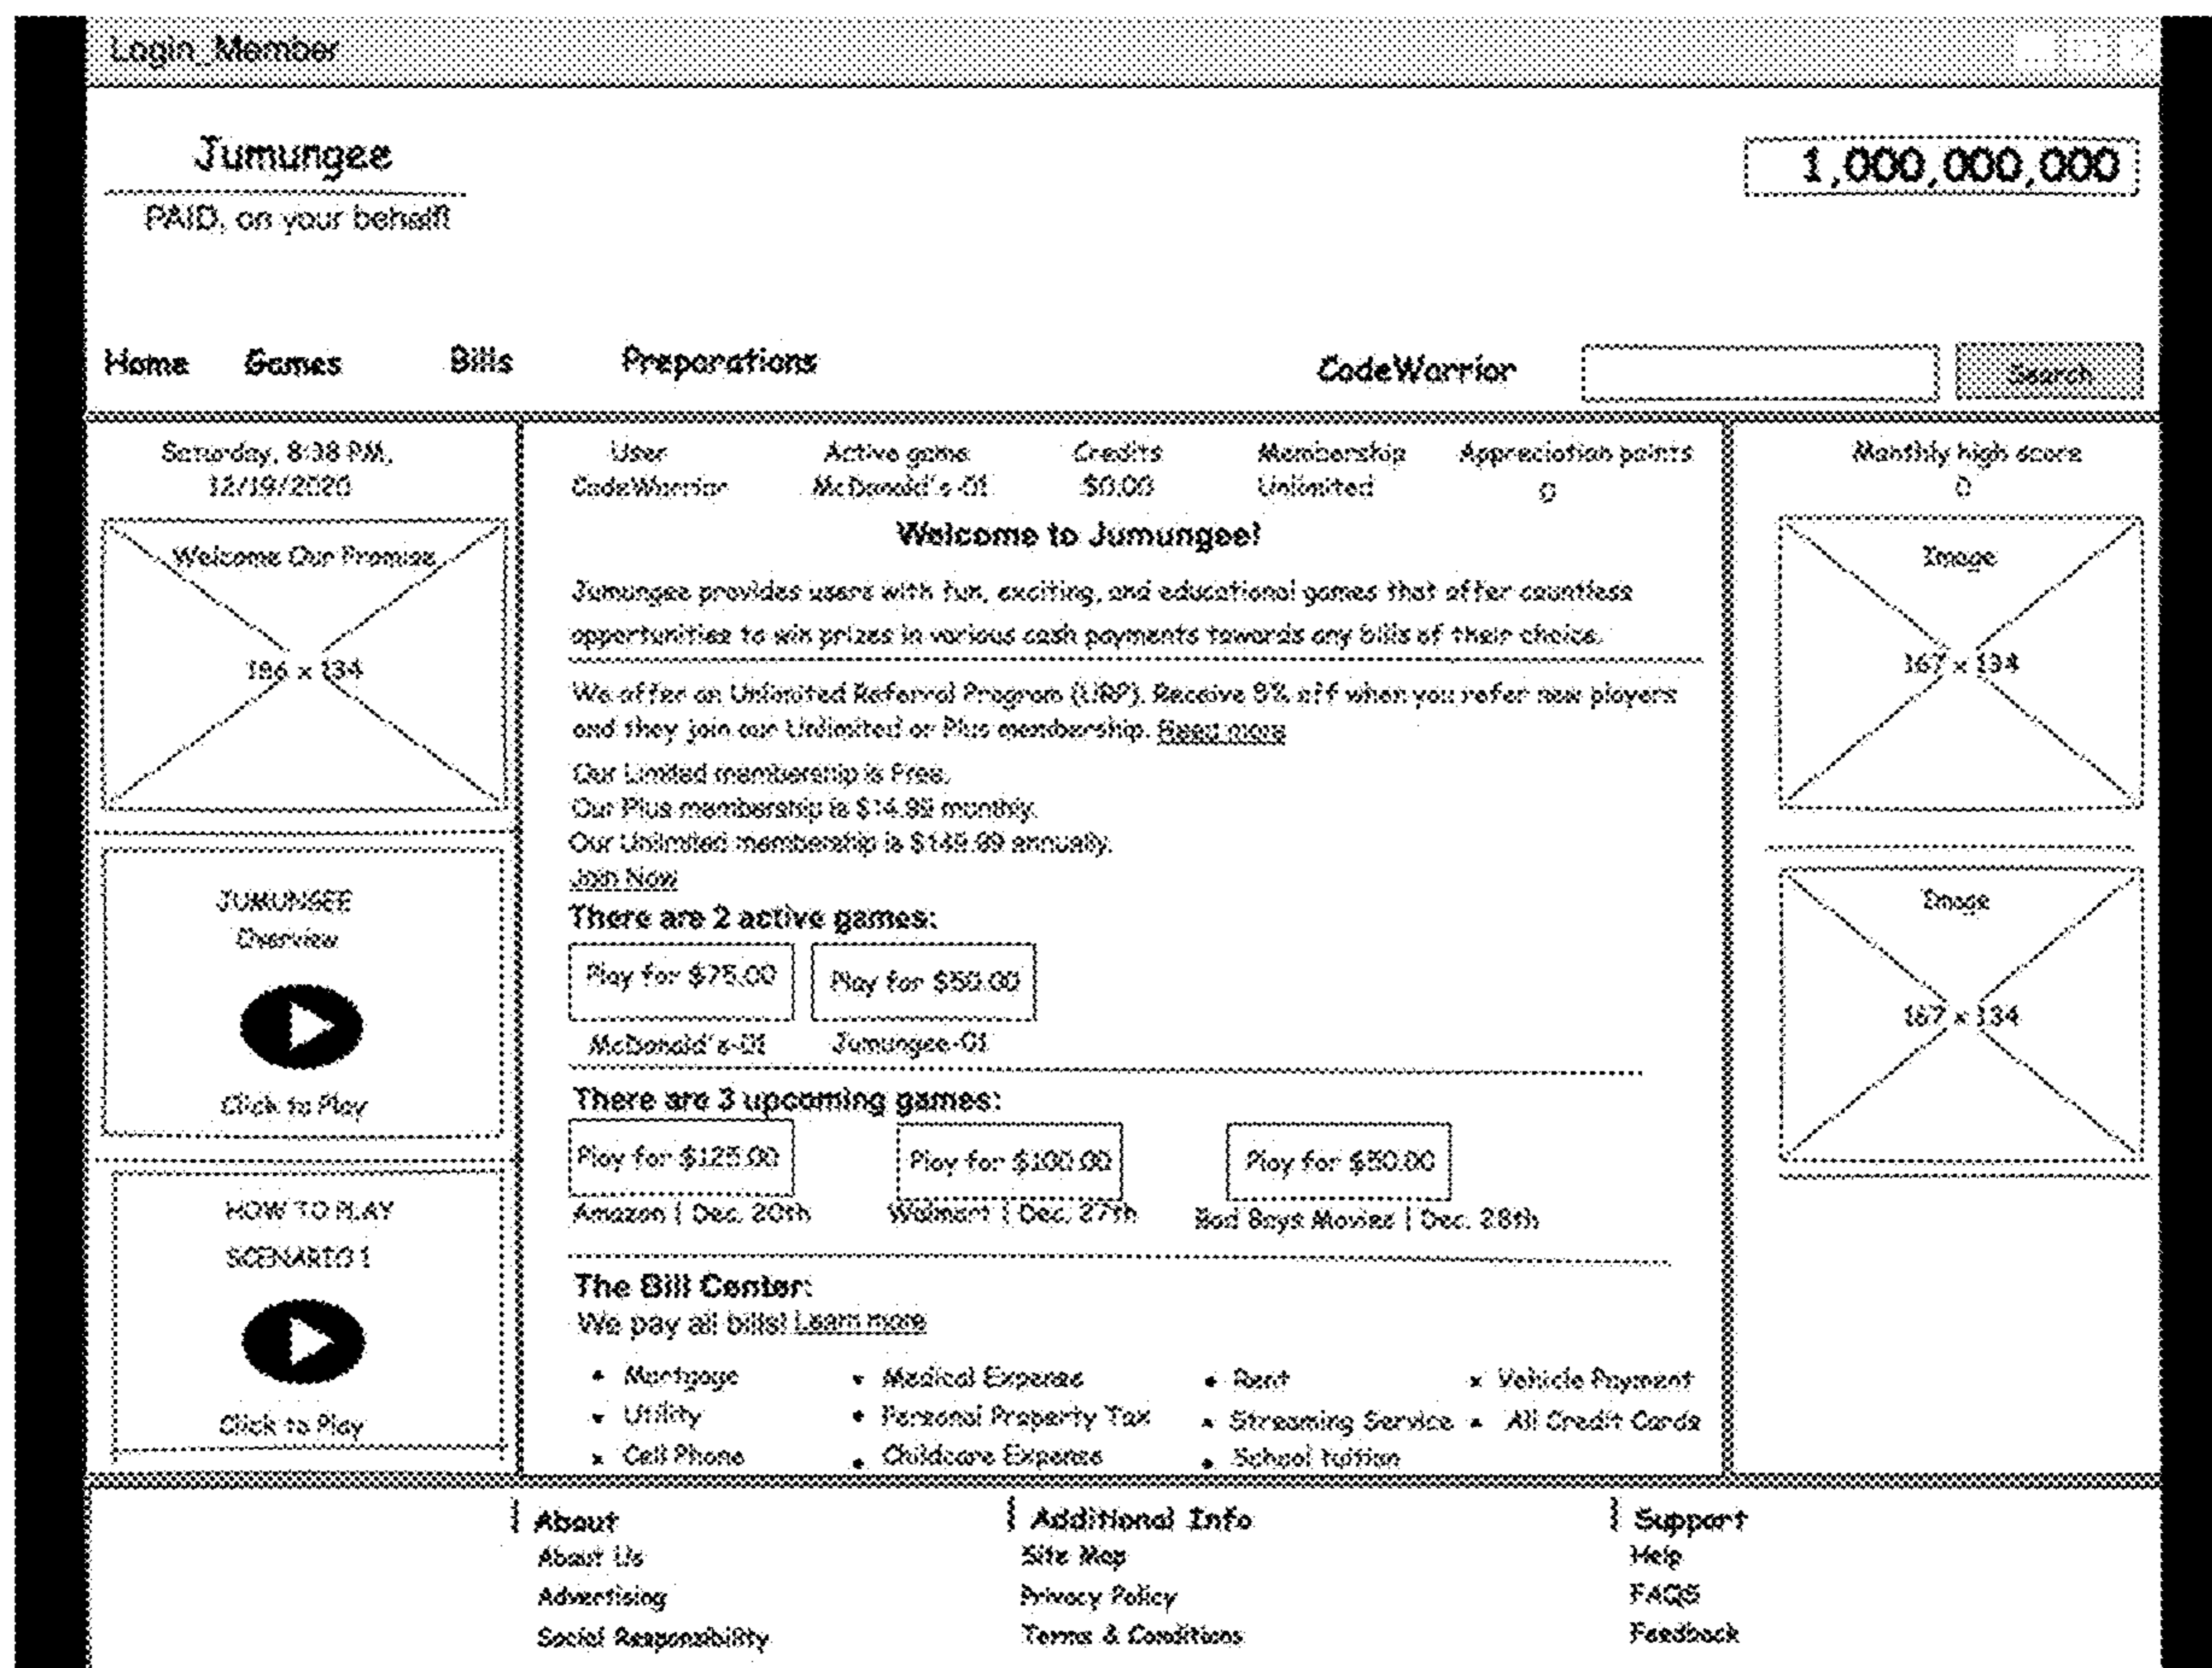 Login_Member
Jumungee
1,000,000,000
PAID, on your behalf!
Home Games Bills Preparations CodeWarrior Search
Saturday, 8:38 PM,
12/19/2020
Welcome Our Promise
186 x 134
JUMUNGEE
Overview
Click to Play
HOW TO PLAY
SCENARIO 1
Click to Play
User Active game Credits Membership Appreciation points
CodeWarrior McDonald's-01 $0.00 Unlimited 0
Welcome to Jumungee!
Jumungee provides users with fun, exciting, and educational games that offer countless
opportunities to win prizes in various cash payments towards any bills of their choice.
We offer an Unlimited Referral Program (URP). Receive 9% off when you refer new players
and they join our Unlimited or Plus membership. Read more
Our Limited membership is Free.
Our Plus membership is $14.99 monthly.
Our Unlimited membership is $149.99 annually.
Join Now
There are 2 active games:
Play for $75.00 Play for $50.00
McDonald's-01 Jumungee-01
There are 3 upcoming games:
Play for $125.00 Play for $100.00 Play for $50.00
Amazon | Dec. 20th Walmart | Dec. 27th Bad Boys Movies | Dec. 28th
The Bill Center:
We pay all bills! Learn more
Mortgage Medical Expense Rent Vehicle Payment
Utility Personal Property Tax Streaming Service All Credit Cards
Cell Phone Childcare Expense School tuition
Monthly high score
0
Image
167 x 134
Image
167 x 134
| About | Additional Info | Support
About Us Site Map Help
Advertising Privacy Policy FAQS
Social Responsibility Terms & Conditions Feedback